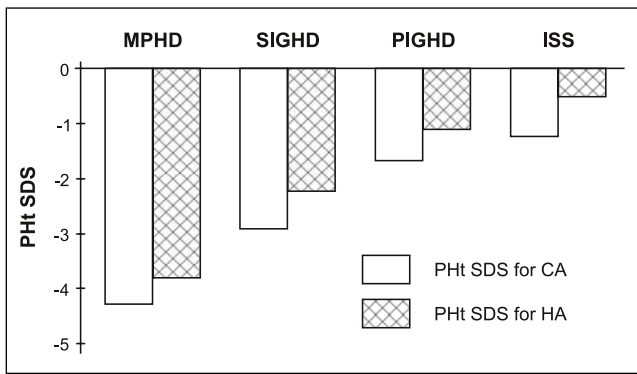 MPHD SIGHD PIGHD ISS
0
-1
-2
-3
-4
-5
PHt SDS
PHt SDS for CA
PHt SDS for HA